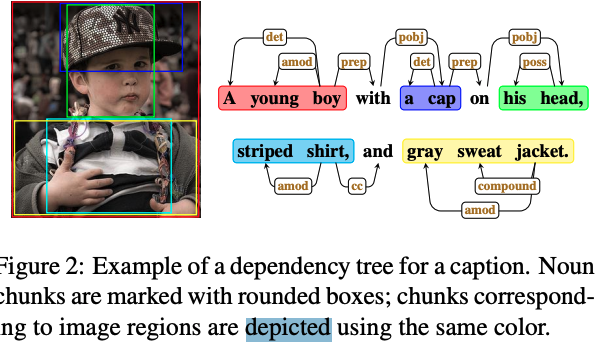 det
pobj
pobj
amod
prep
det
prep
poss
A young boy with a cap on his head,
striped shirt, and gray sweat jacket.
amod
cc
compound
amod
Figure 2: Example of a dependency tree for a caption. Noun
chunks are marked with rounded boxes; chunks correspond-
ing to image regions are depicted using the same color.